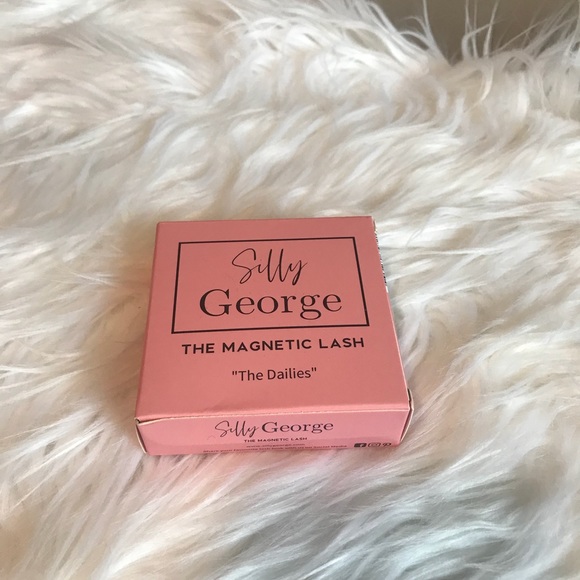 Silly
George
THE MAGNETIC LASH
"The Dailies"
Silly George
THE MAGNETIC LASH